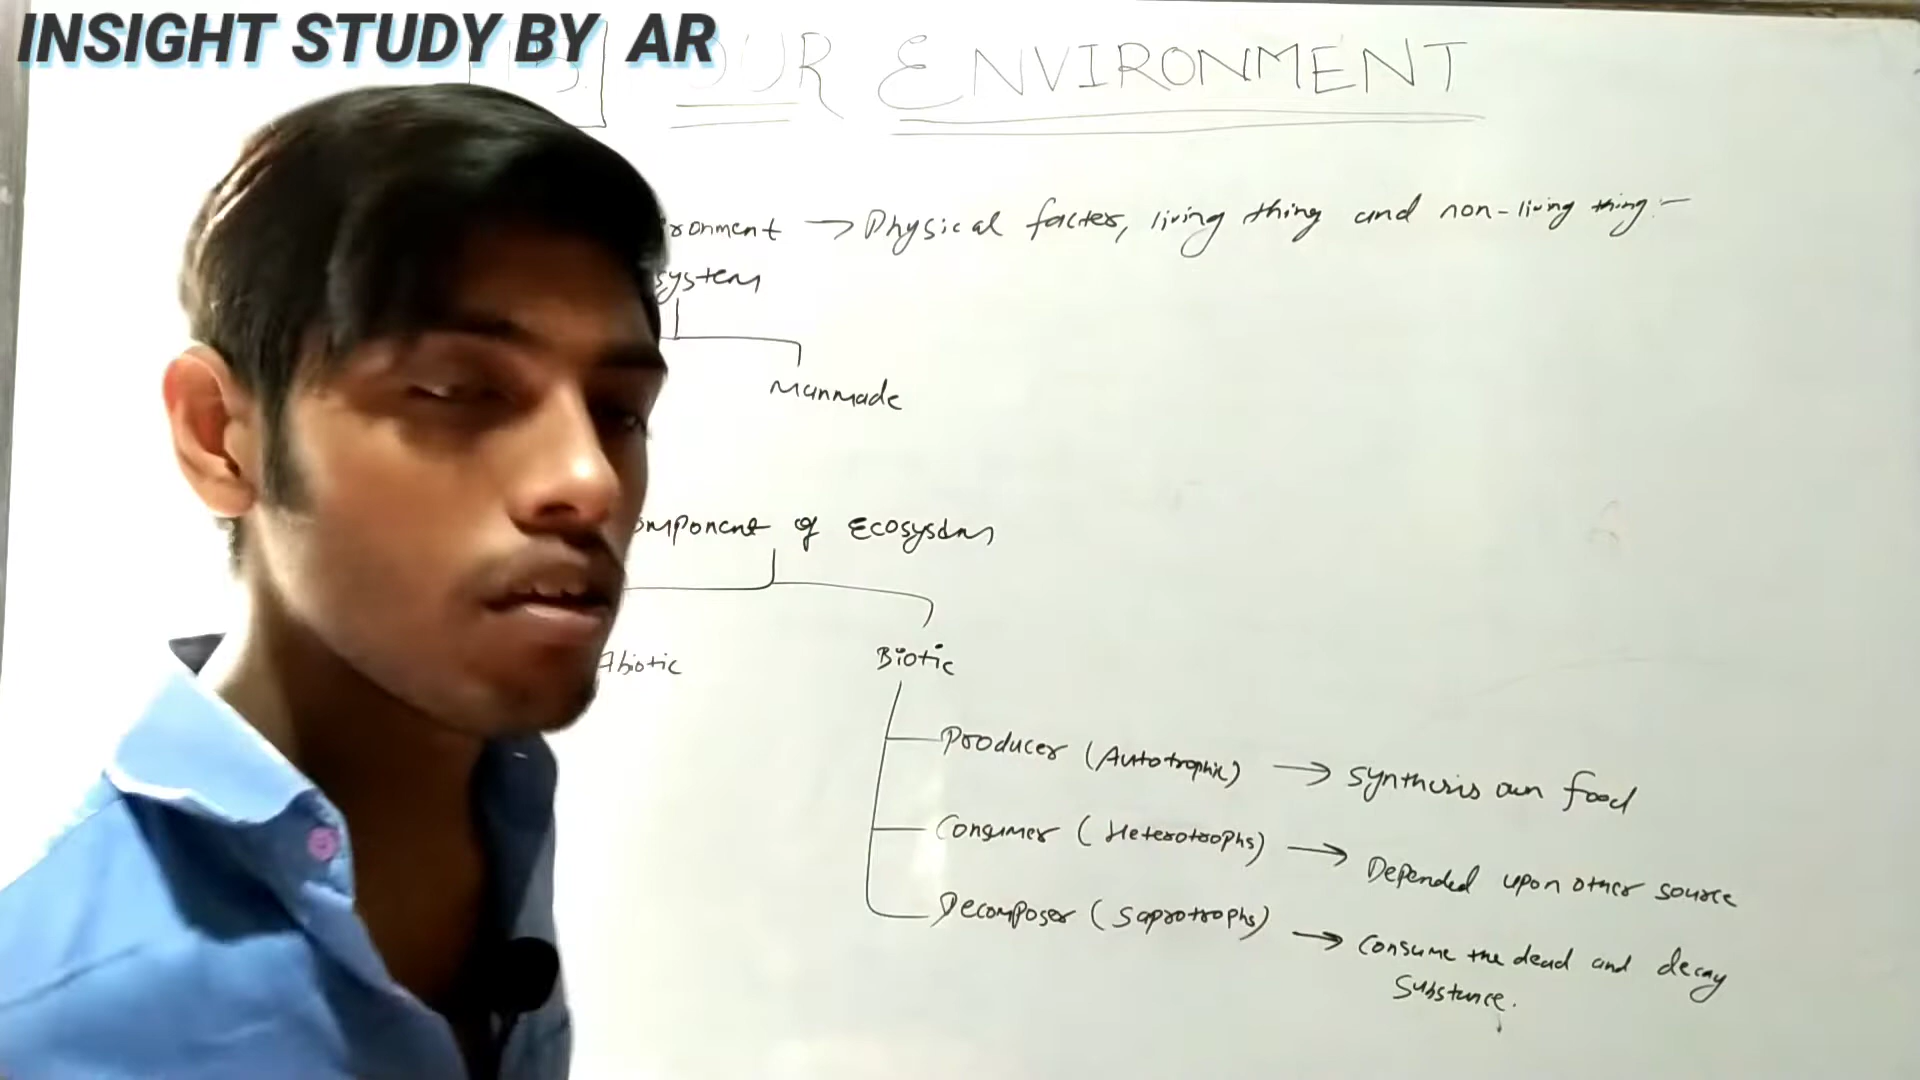 INSIGHT STUDY BY AR
OUR ENVIRONMENT
ronment → Physical facter, living thing and non-living thing:-
system
Manmade
omponent of Ecosystem
Abiotic
Biotic
Producer (Autotrophic) → Synthesis own food
Consumer (Heterotrophs) → Depended upon other source
Decomposer (Saprotrophs) → Consume the dead and decay
Substance.